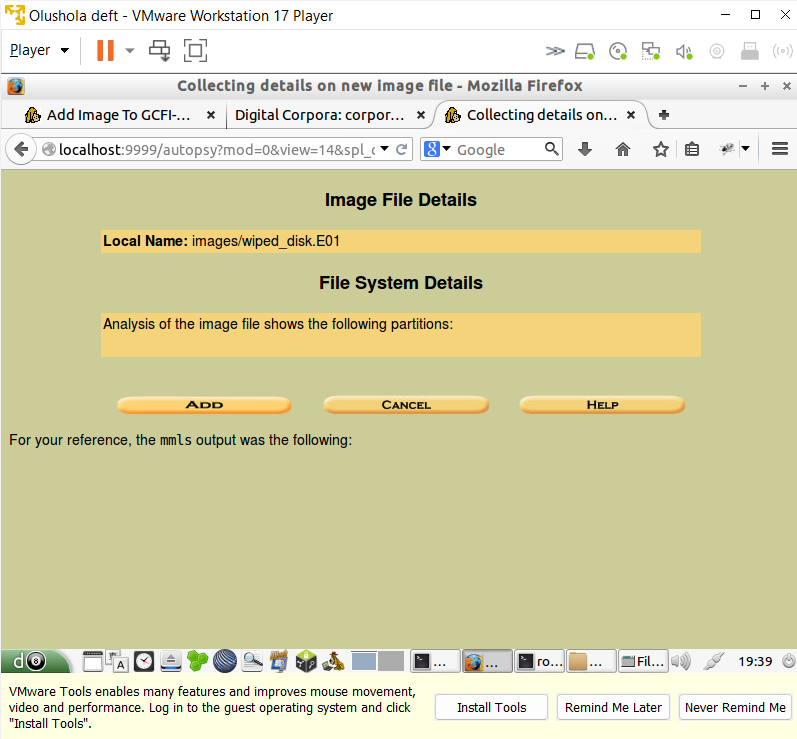 Olushola deft - VMware Workstation 17 Player
Player
Collecting details on new image file - Mozilla Firefox
Add Image To GCFI-... × Digital Corpora: corpor... × Collecting details on... ×
localhost:9999/autopsy?mod=0&view=14&spl_c
Google
Image File Details
Local Name: images/wiped_disk.E01
File System Details
Analysis of the image file shows the following partitions:
ADD CANCEL HELP
For your reference, the mmls output was the following:
d8 A ... ... ro... ... Fil... 19:39
VMware Tools enables many features and improves mouse movement,
video and performance. Log in to the guest operating system and click
"Install Tools".
Install Tools Remind Me Later Never Remind Me